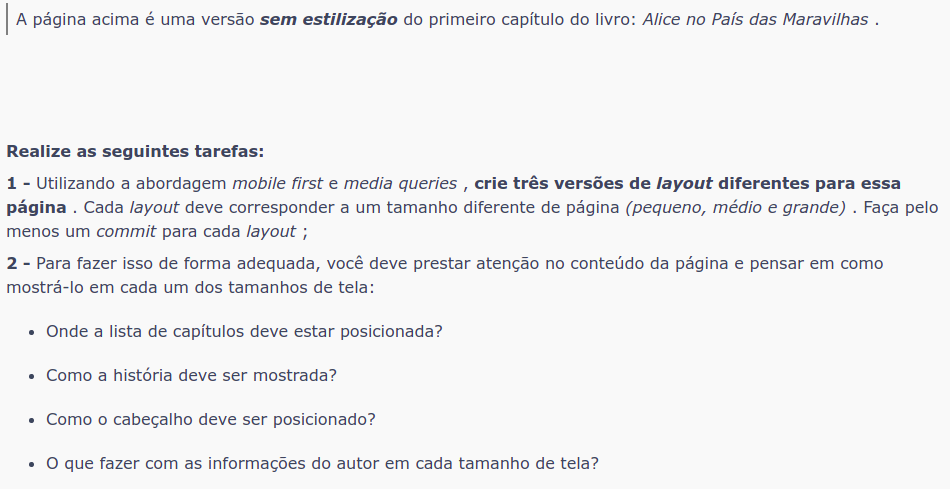 A página acima é uma versão sem estilização do primeiro capítulo do livro: Alice no País das Maravilhas .
Realize as seguintes tarefas:
1 - Utilizando a abordagem mobile first e media queries , crie três versões de layout diferentes para essa
página . Cada layout deve corresponder a um tamanho diferente de página (pequeno, médio e grande) . Faça pelo
menos um commit para cada layout ;
2 - Para fazer isso de forma adequada, você deve prestar atenção no conteúdo da página e pensar em como
mostrá-lo em cada um dos tamanhos de tela:
• Onde a lista de capítulos deve estar posicionada?
• Como a história deve ser mostrada?
• Como o cabeçalho deve ser posicionado?
• O que fazer com as informações do autor em cada tamanho de tela?